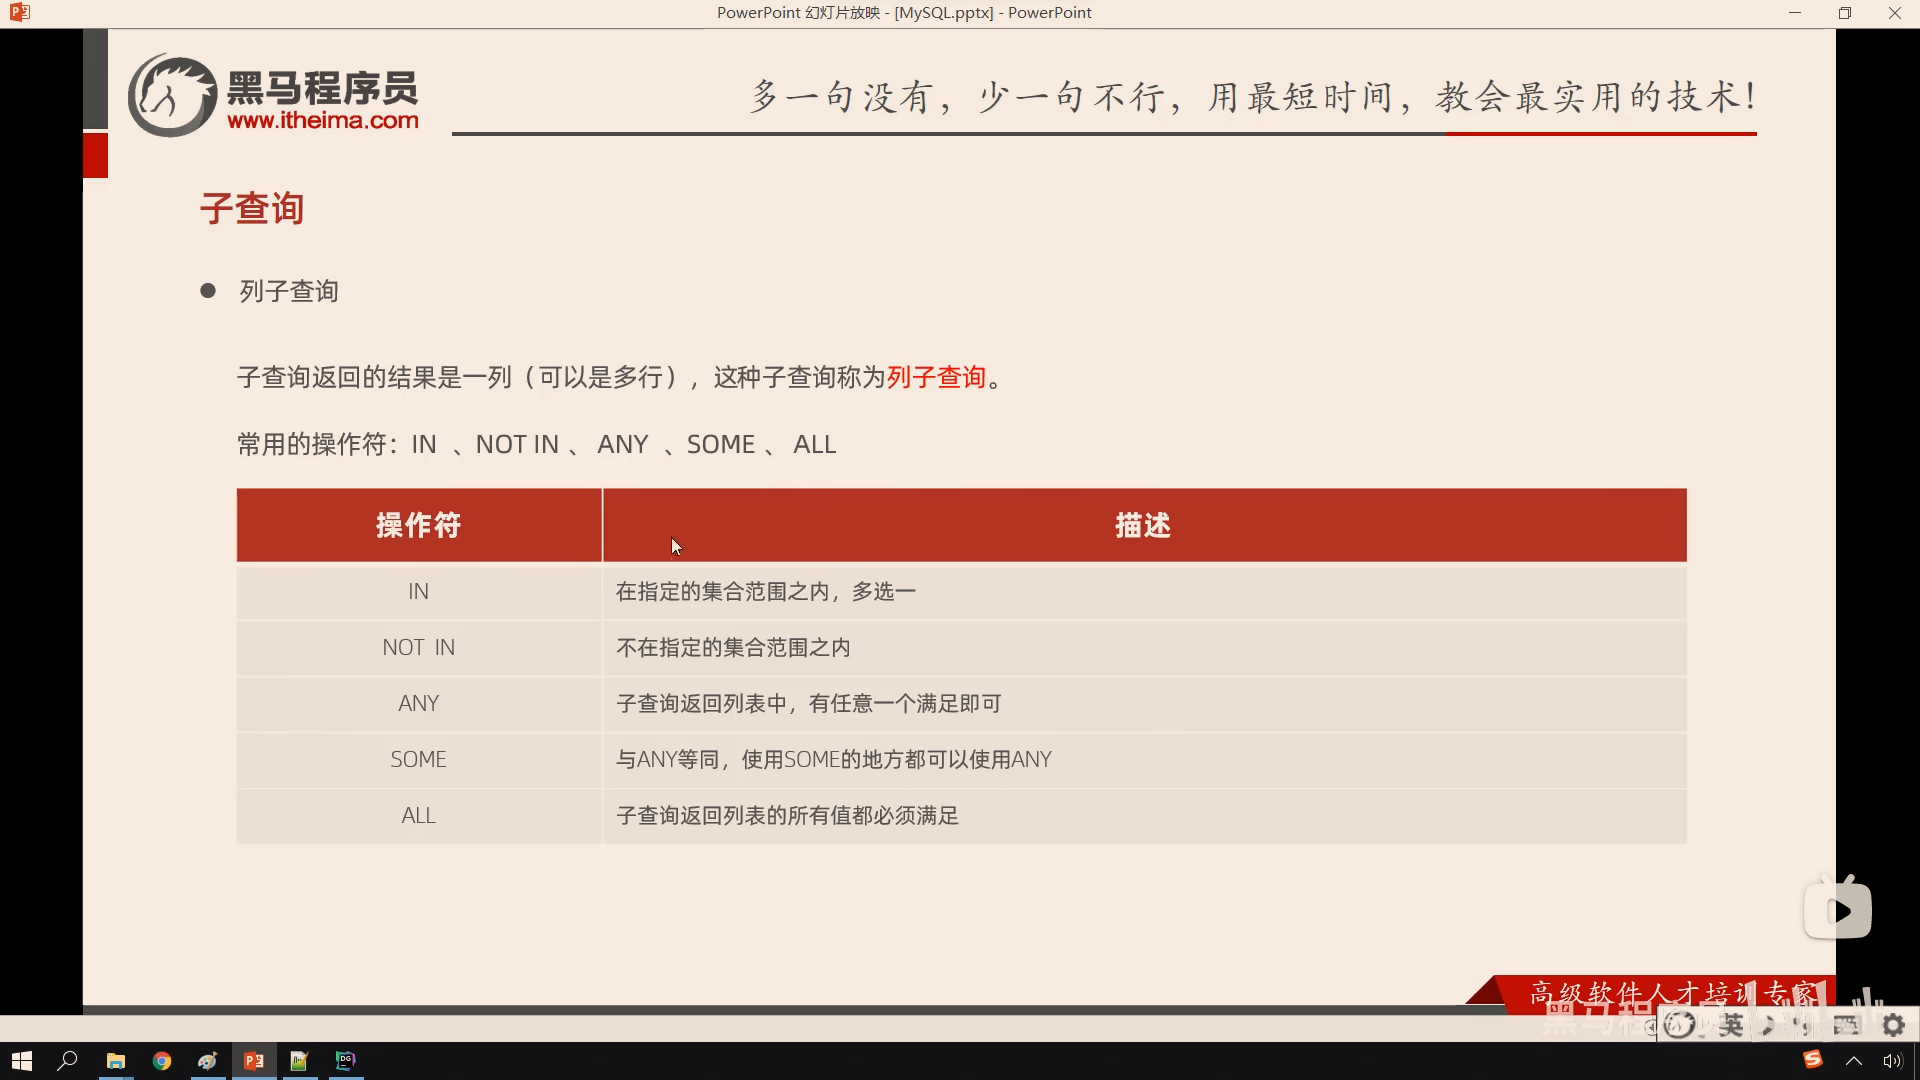 PowerPoint 幻灯片放映 - [MySQL.pptx] - PowerPoint
黑马程序员
www.itheima.com
多一句没有，少一句不行，用最短时间，教会最实用的技术！
子查询
● 列子查询
子查询返回的结果是一列（可以是多行），这种子查询称为列子查询。
常用的操作符：IN 、NOT IN 、 ANY 、SOME 、 ALL
操作符 描述
IN 在指定的集合范围之内，多选一
NOT IN 不在指定的集合范围之内
ANY 子查询返回列表中，有任意一个满足即可
SOME 与ANY等同，使用SOME的地方都可以使用ANY
ALL 子查询返回列表的所有值都必须满足
高级软件人才培训专家
英